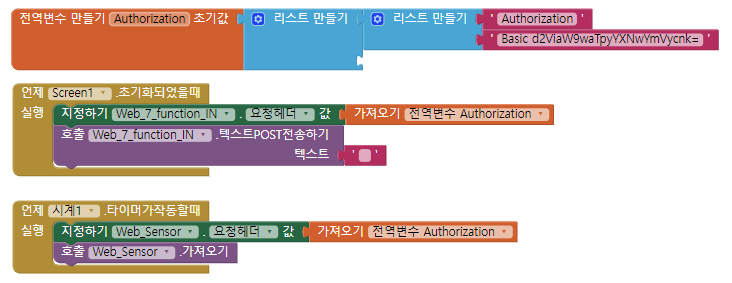 전역변수 만들기 Authorization 초기값 리스트 만들기 리스트 만들기 ' Authorization '
' Basic d2ViaW9waTpyYXNwYmVycnk= '
언제 Screen1 .초기화되었을때
실행 지정하기 Web_7_function_IN . 요청헤더 값 가져오기 전역변수 Authorization
호출 Web_7_function_IN .텍스트POST전송하기
텍스트 ' '
언제 시계1 .타이머가작동할때
실행 지정하기 Web_Sensor . 요청헤더 값 가져오기 전역변수 Authorization
호출 Web_Sensor .가져오기